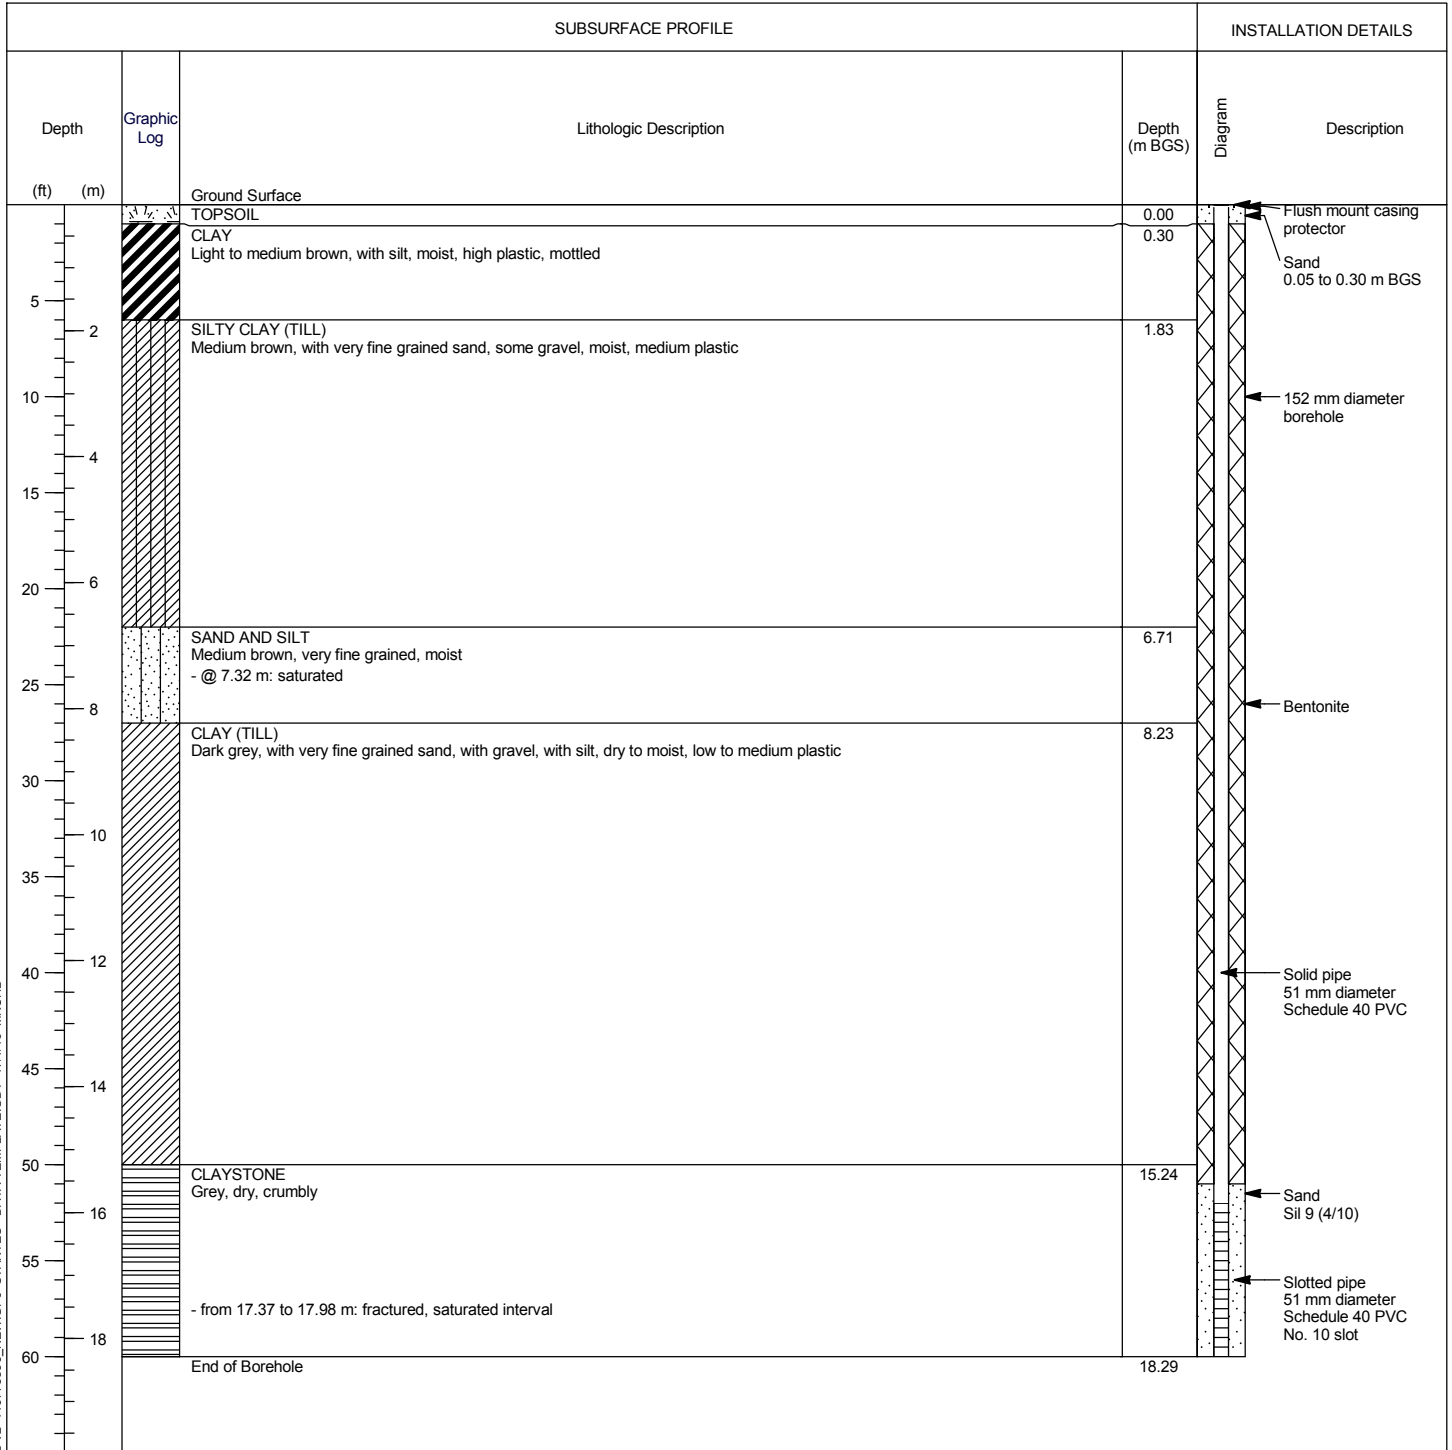 SUBSURFACE PROFILE
INSTALLATION DETAILS
Depth
Graphic
Log
Lithologic Description
Depth
(m BGS)
Diagram
Description
(ft)
(m)
Ground Surface
TOPSOIL
0.00
Flush mount casing
protector
CLAY
0.30
Light to medium brown, with silt, moist, high plastic, mottled
Sand
0.05 to 0.30 m BGS
5
2
SILTY CLAY (TILL)
1.83
Medium brown, with very fine grained sand, some gravel, moist, medium plastic
10
152 mm diameter
borehole
4
15
6
20
SAND AND SILT
6.71
Medium brown, very fine grained, moist
- @ 7.32 m: saturated
25
8
Bentonite
CLAY (TILL)
8.23
Dark grey, with very fine grained sand, with gravel, with silt, dry to moist, low to medium plastic
30
10
35
12
40
Solid pipe
51 mm diameter
Schedule 40 PVC
45
14
50
CLAYSTONE
15.24
Grey, dry, crumbly
Sand
Sil 9 (4/10)
16
55
Slotted pipe
51 mm diameter
Schedule 40 PVC
No. 10 slot
- from 17.37 to 17.98 m: fractured, saturated interval
18
60
End of Borehole
18.29